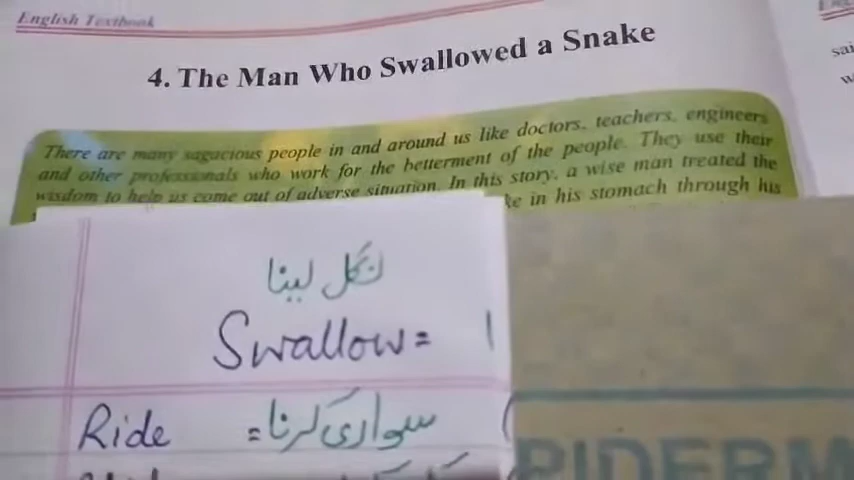 English Textbook
4. The Man Who Swallowed a Snake
There are many sagacious people in and around us like doctors, teachers, engineers
and other professionals who work for the betterment of the people. They use their
wisdom to help us come out of adverse situation. In this story, a wise man treated the
ke in his stomach through his
نگل لینا
Swallow =
Ride = سواری کرنا
PIDERM